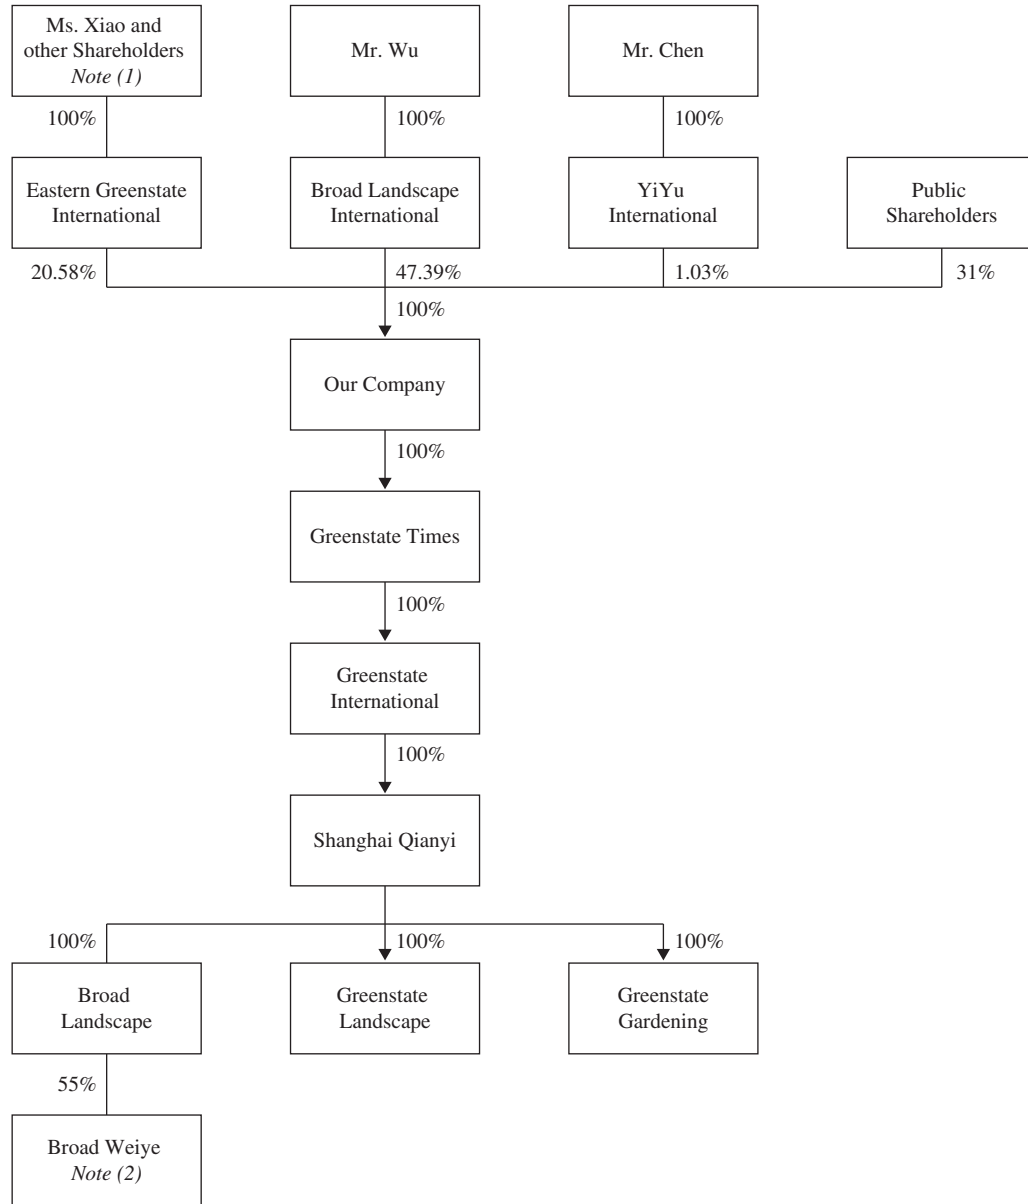 Ms. Xiao and
other Shareholders
Note (1)
Mr. Wu
Mr. Chen
100%
100%
100%
Eastern Greenstate
International
Broad Landscape
International
YiYu
International
Public
Shareholders
20.58%
47.39%
1.03%
31%
100%
Our Company
100%
Greenstate Times
100%
Greenstate
International
100%
Shanghai Qianyi
100%
100%
100%
Broad
Landscape
Greenstate
Landscape
Greenstate
Gardening
55%
Broad Weiye
Note (2)